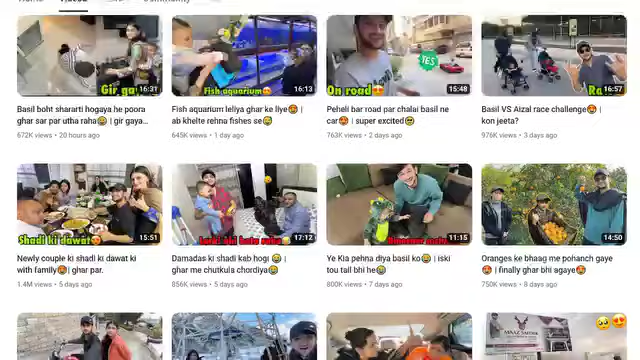 Videos
Community
Gir ga
16:31
Fish aquarium
16:13
On road
YES
15:48
Ra
16:57
Basil boht shararti hogaya he poora
ghar sar par utha raha😅 | gir gaya...
672K views • 20 hours ago
Fish aquarium leliya ghar ke liye🥰 |
ab khelte rehna fishes se🤗
645K views • 1 day ago
Peheli bar road par chalai basil ne
car😍 | super excited🥹
763K views • 2 days ago
Basil VS Aizal race challenge🥰 |
kon jeeta?
976K views • 3 days ago
Shadi ki dawat
15:51
17:12
11:15
14:50
Newly couple ki shadi ki dawat ki
with family🥰 | ghar par.
1.4M views • 5 days ago
Damadas ki shadi kab hogi 😂 |
ghar me chutkula chordiya😂
856K views • 5 days ago
Ye Kia pehna diya basil ko😂 | iski
tou tall bhi he😂
800K views • 7 days ago
Oranges ke bhaag me pohanch gaye
🥰 | finally ghar bhi agaye🥰
750K views • 8 days ago